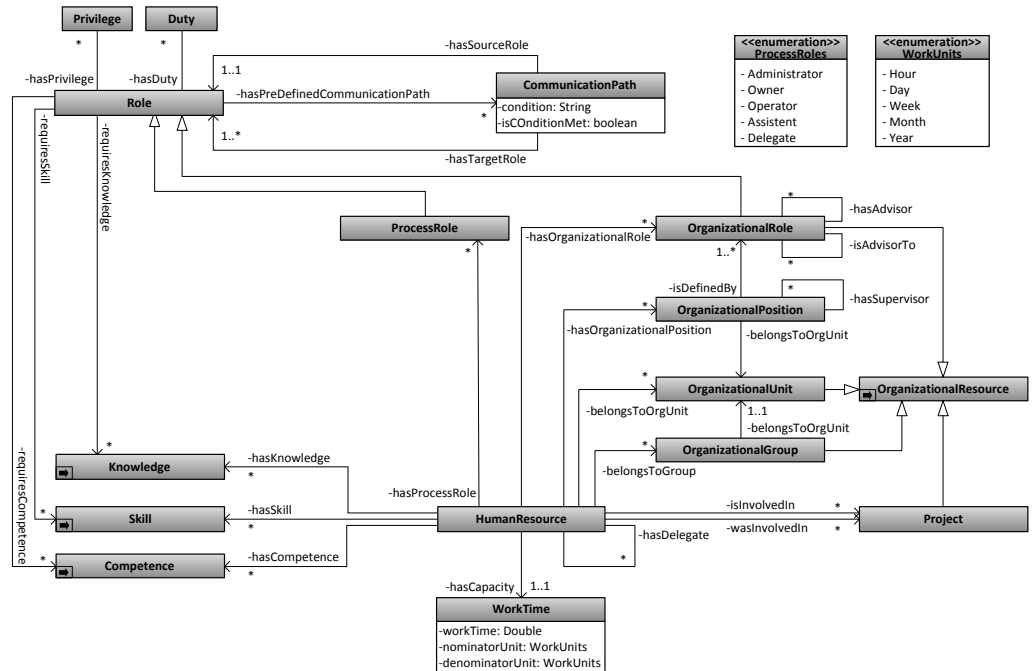 Privilege
Duty
*
*
-hasPrivilege
-hasDuty
Role
-hasSourceRole
1..1
-hasPreDefinedCommunicationPath
*
CommunicationPath
-condition: String
-isCOnditionMet: boolean
1..*
-hasTargetRole
<<enumeration>>
ProcessRoles
- Administrator
- Owner
- Operator
- Assistent
- Delegate
<<enumeration>>
WorkUnits
- Hour
- Day
- Week
- Month
- Year
-requiresSkill
-requiresKnowledge
-requiresCompetence
ProcessRole
*
-hasOrganizationalRole
*
OrganizationalRole
*
-hasAdvisor
-isAdvisorTo
*
1..*
-isDefinedBy
*
-hasSupervisor
*
OrganizationalPosition
-hasOrganizationalPosition
-belongsToOrgUnit
*
OrganizationalUnit
OrganizationalResource
-belongsToOrgUnit
1..1
-belongsToOrgUnit
*
OrganizationalGroup
-belongsToGroup
*
Knowledge
-hasKnowledge
*
-hasProcessRole
*
Skill
-hasSkill
*
HumanResource
-isInvolvedIn
*
-wasInvolvedIn
*
Project
-hasDelegate
*
*
Competence
-hasCompetence
*
-hasCapacity
1..1
WorkTime
-workTime: Double
-nominatorUnit: WorkUnits
-denominatorUnit: WorkUnits